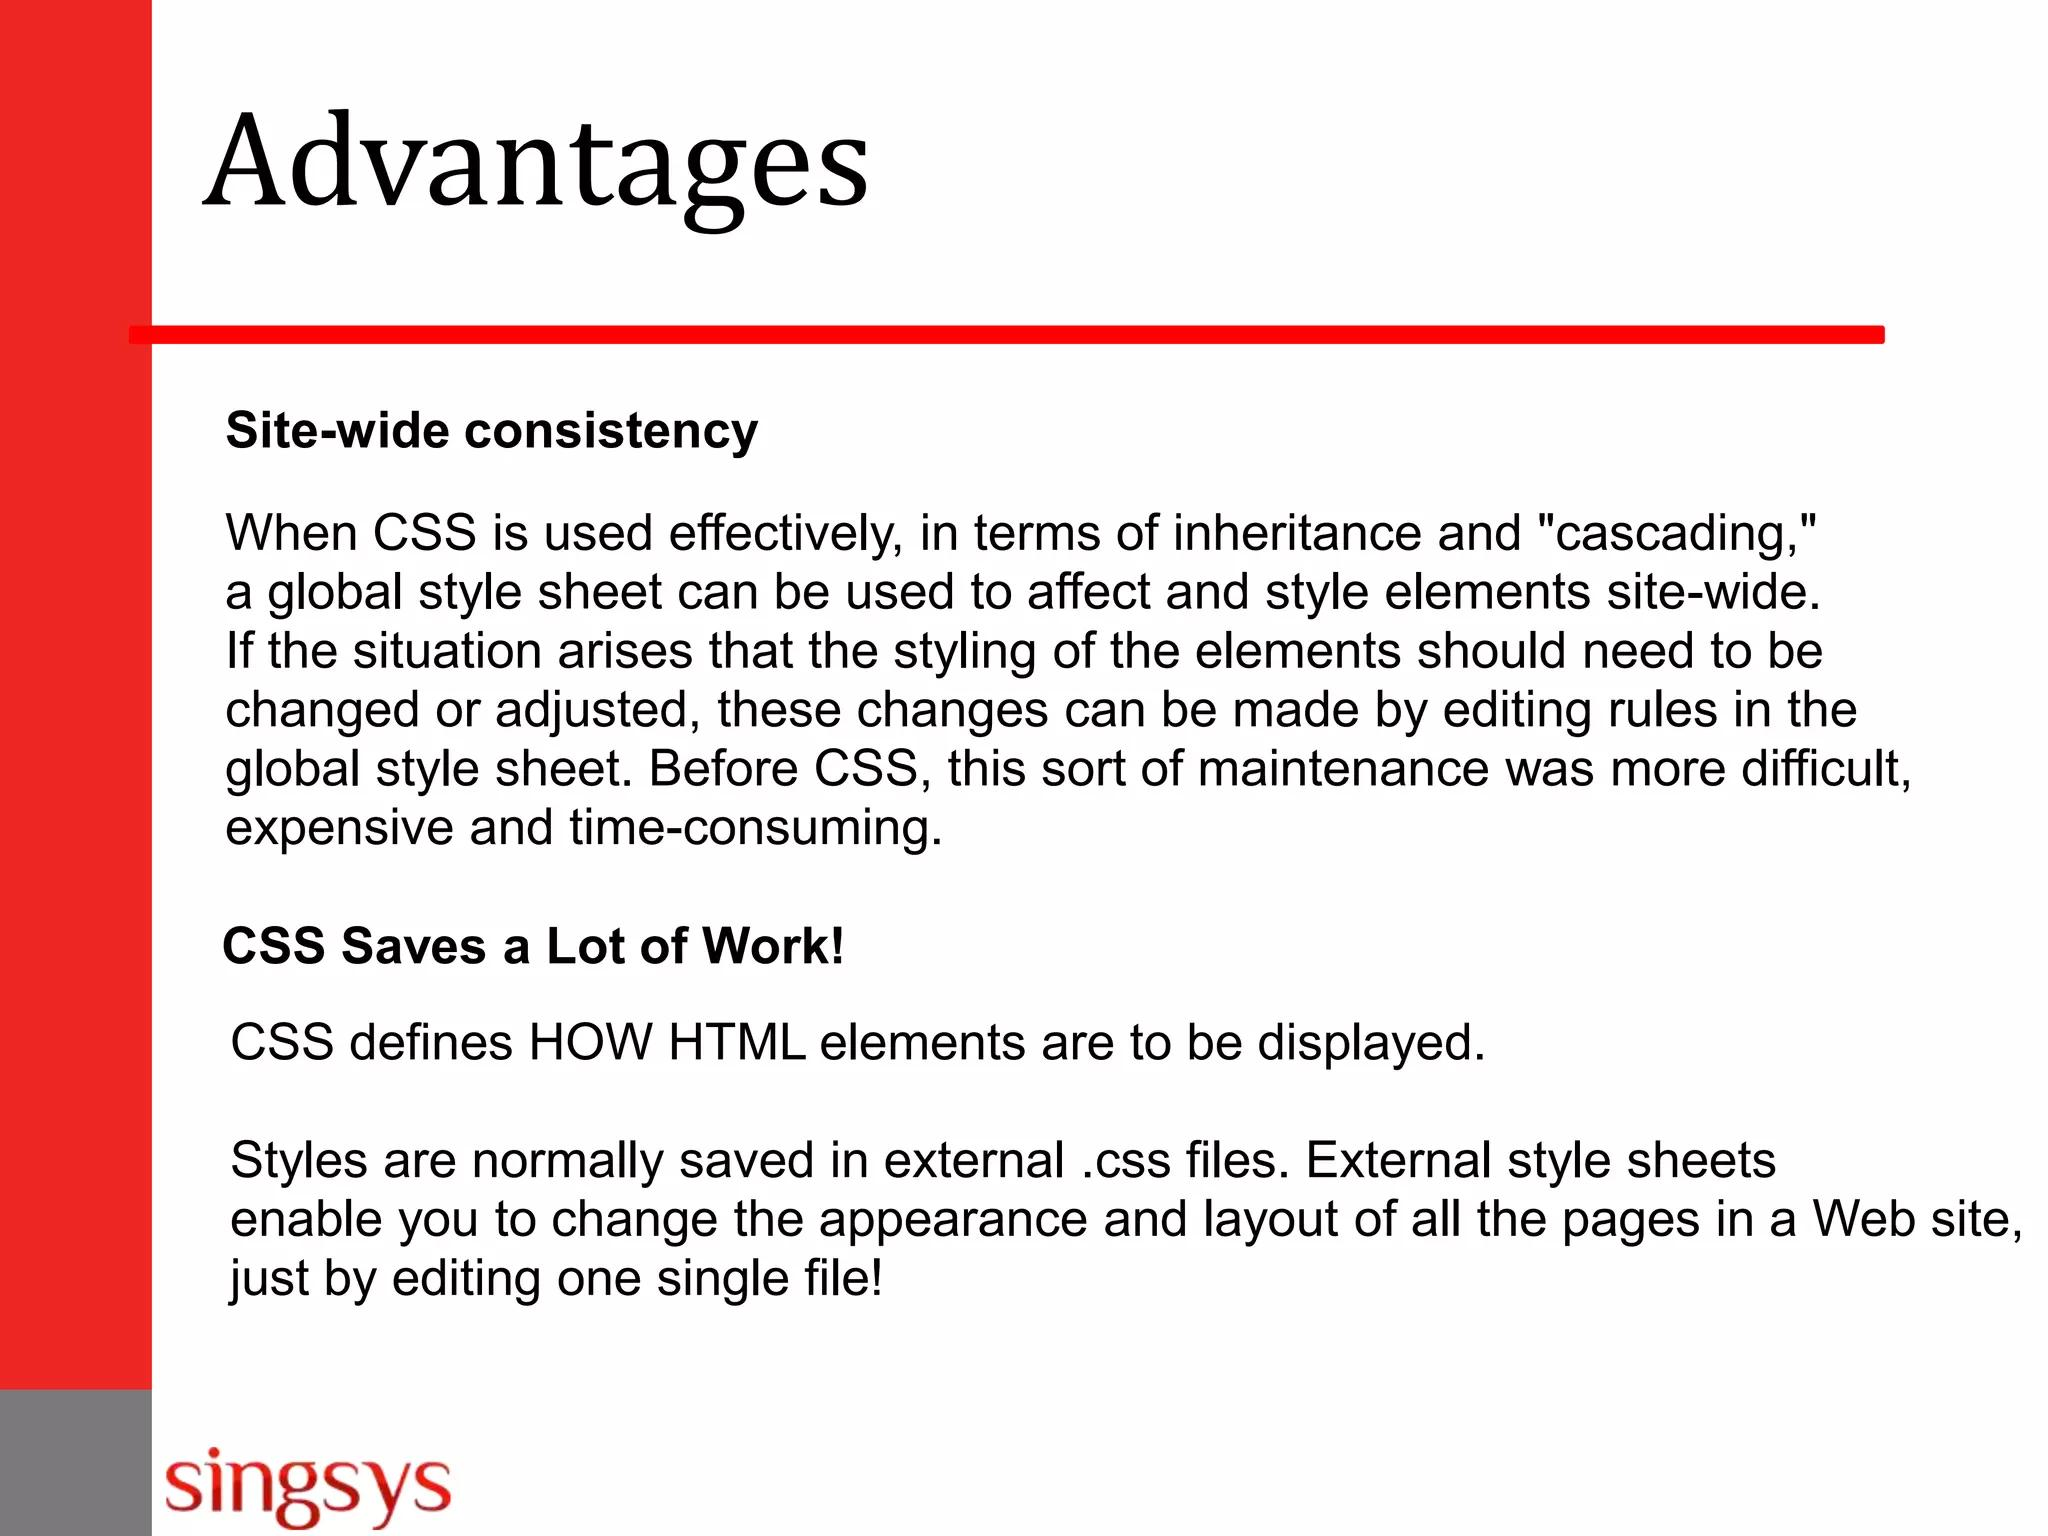 Advantages
Site-wide consistency
When CSS is used effectively, in terms of inheritance and "cascading,"
a global style sheet can be used to affect and style elements site-wide.
If the situation arises that the styling of the elements should need to be
changed or adjusted, these changes can be made by editing rules in the
global style sheet. Before CSS, this sort of maintenance was more difficult,
expensive and time-consuming.
CSS Saves a Lot of Work!
CSS defines HOW HTML elements are to be displayed.
Styles are normally saved in external .css files. External style sheets
enable you to change the appearance and layout of all the pages in a Web site,
just by editing one single file!
singsys